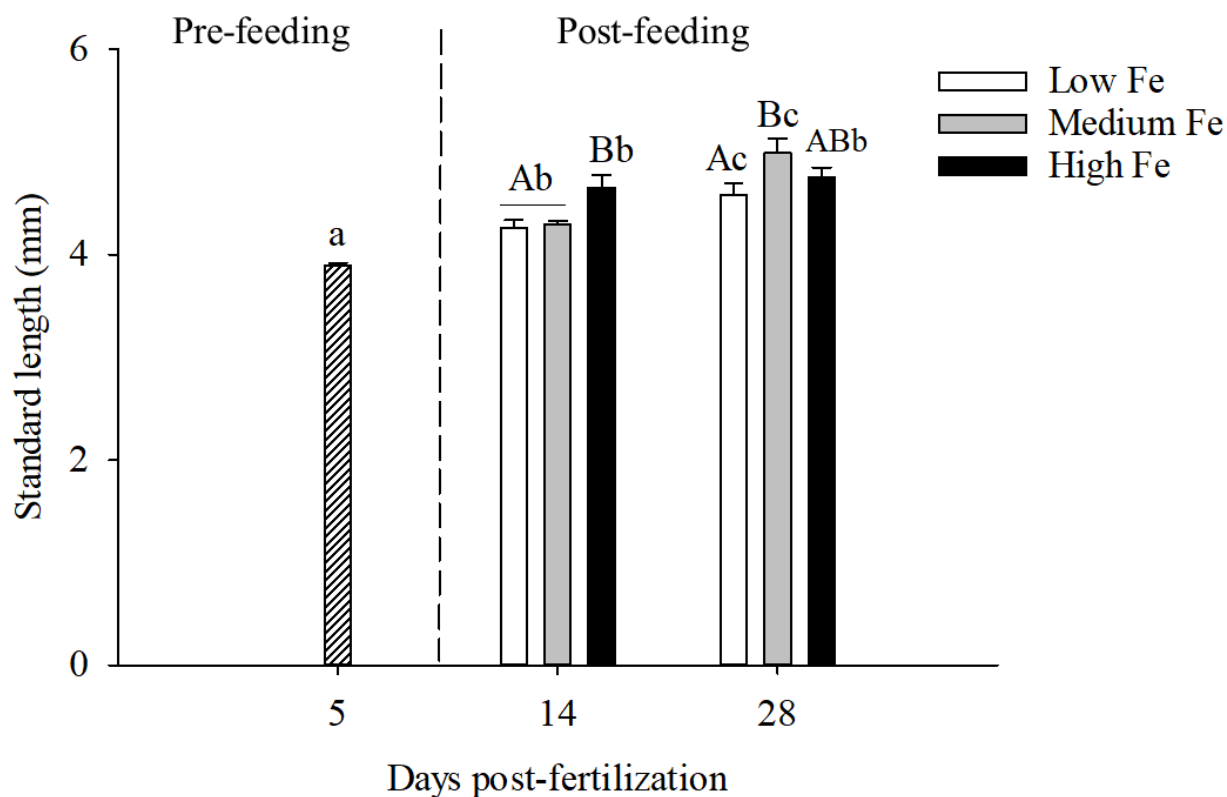 Pre-feeding
Post-feeding
6
4
2
0
Standard length (mm)
a
Ab
Bb
Ac
Bc
ABb
Low Fe
Medium Fe
High Fe
5
14
28
Days post-fertilization